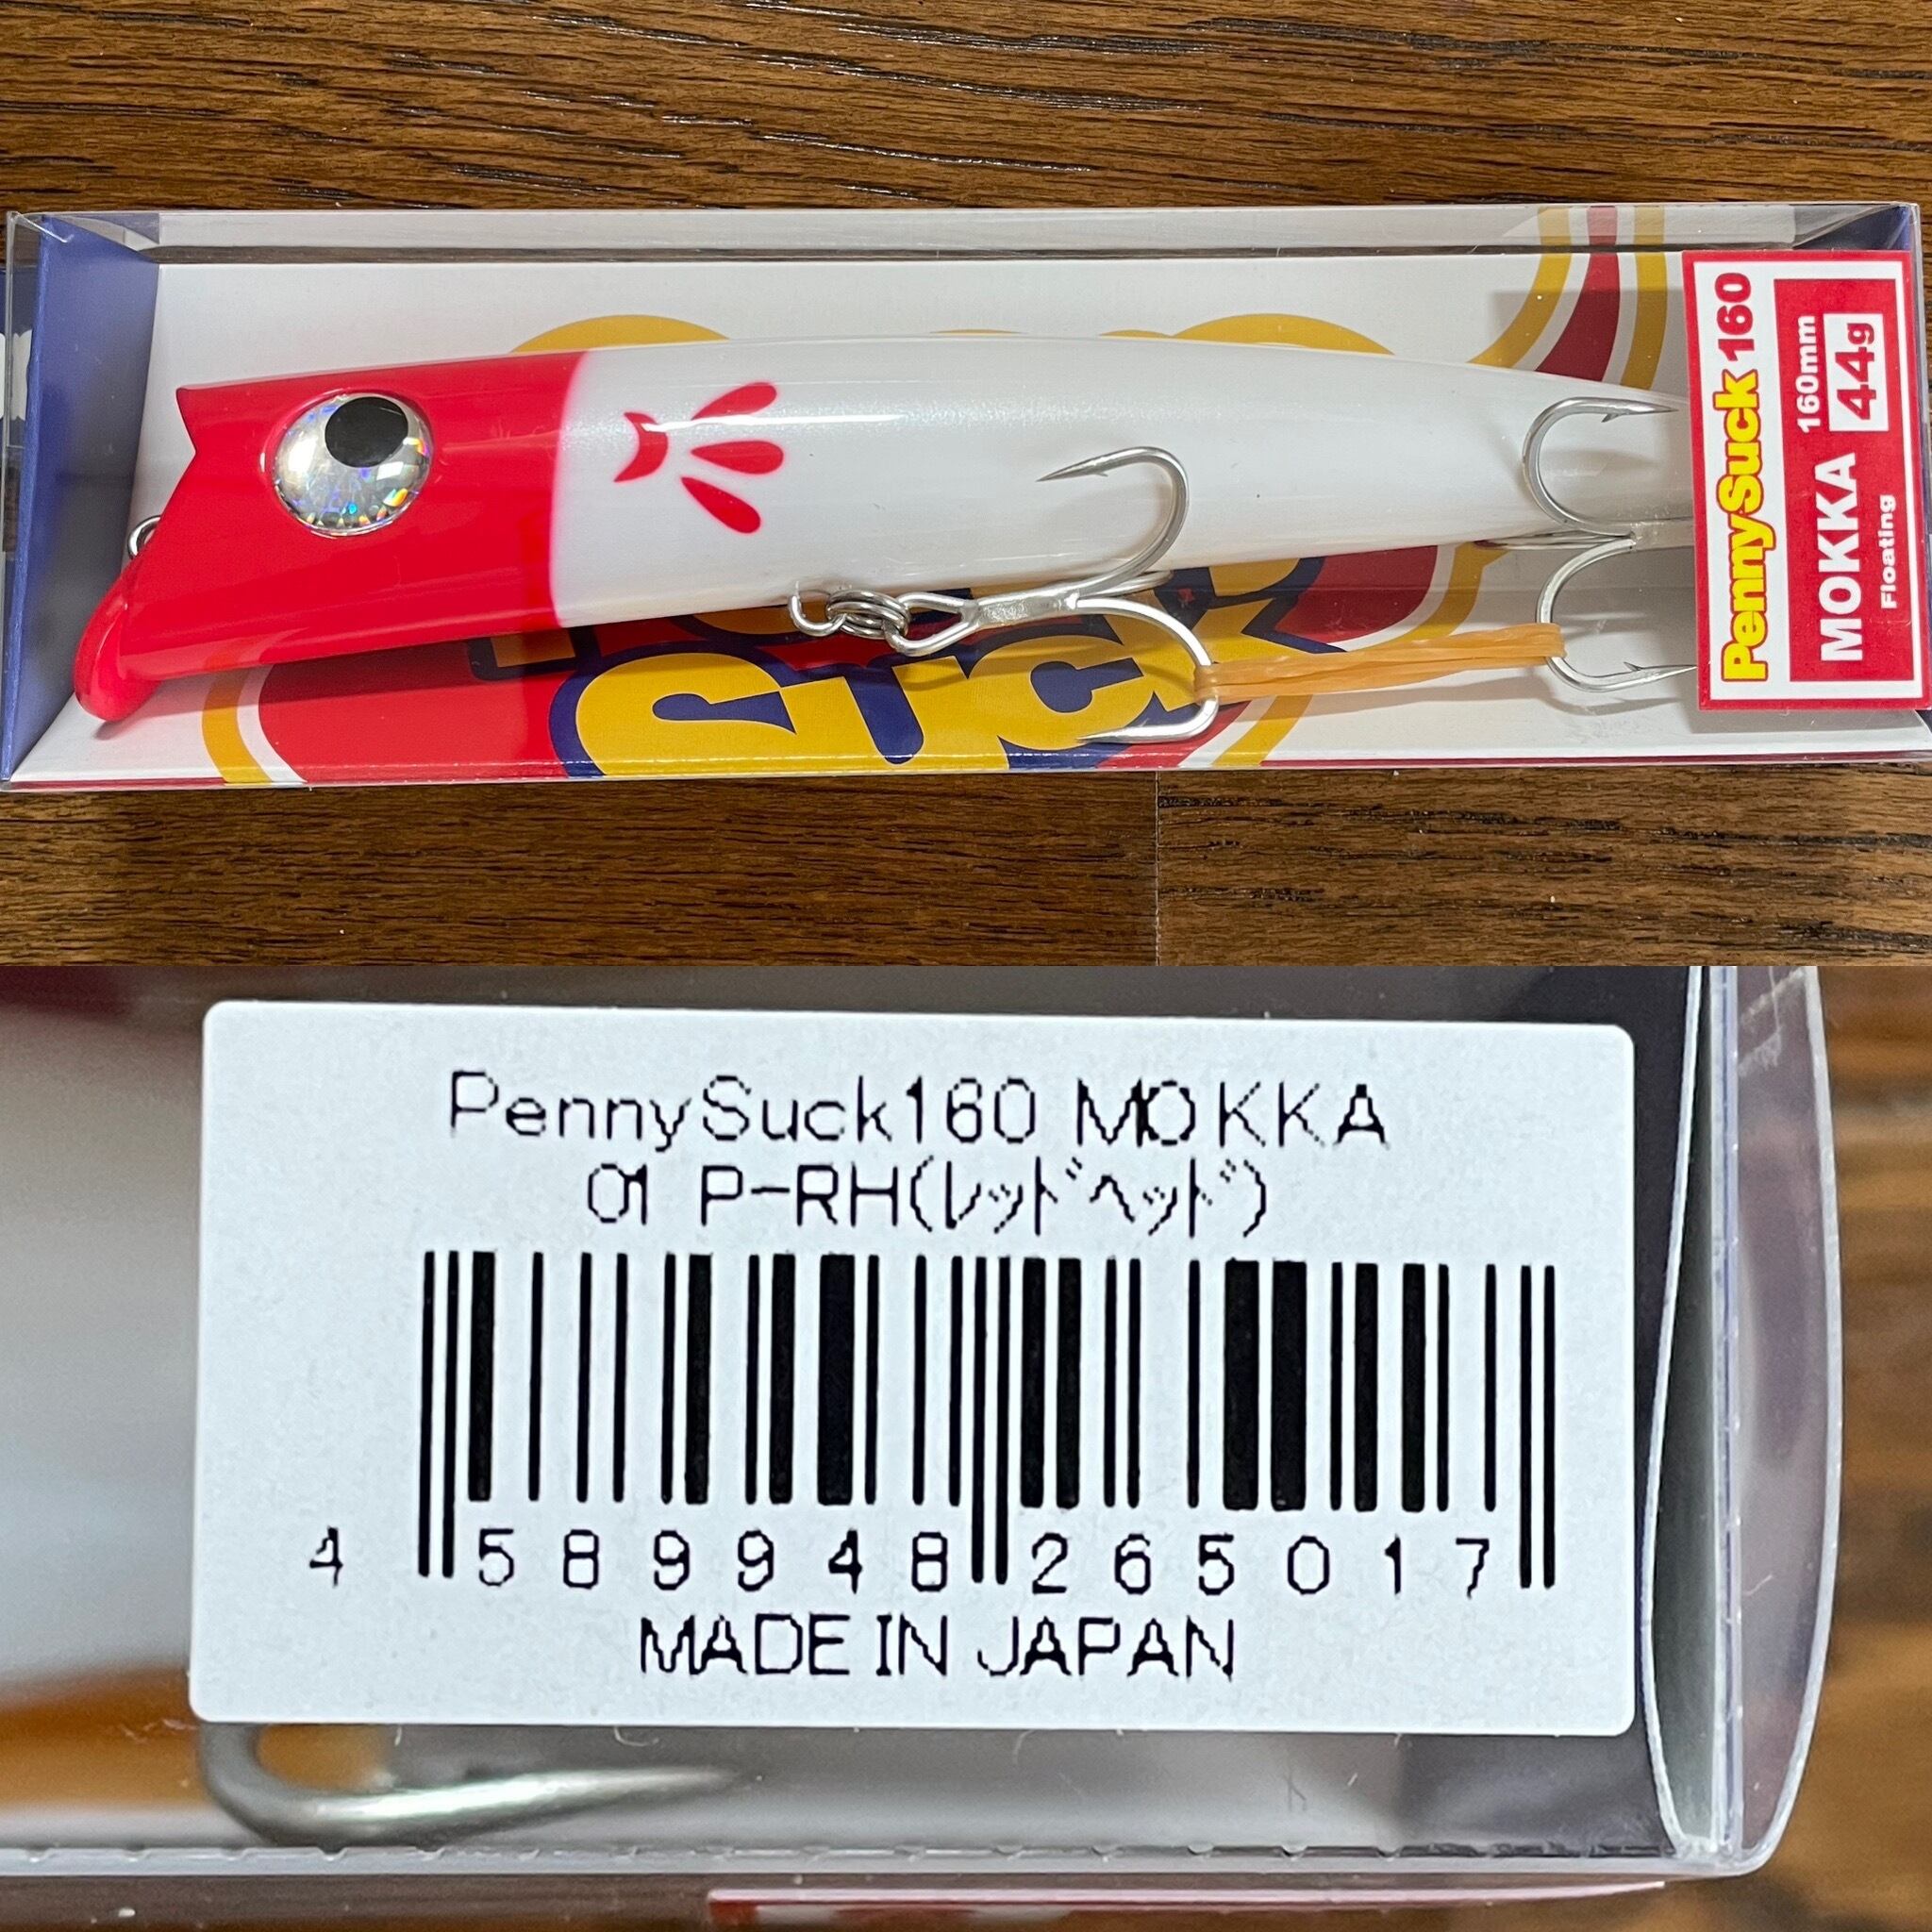 PennySuck 160
MOKKA 160mm 44g
Floating
PennySuck160 MOKKA
01 P-RH(ﾚｯﾄﾞﾍｯﾄﾞ)
4 589948 265017
MADE IN JAPAN